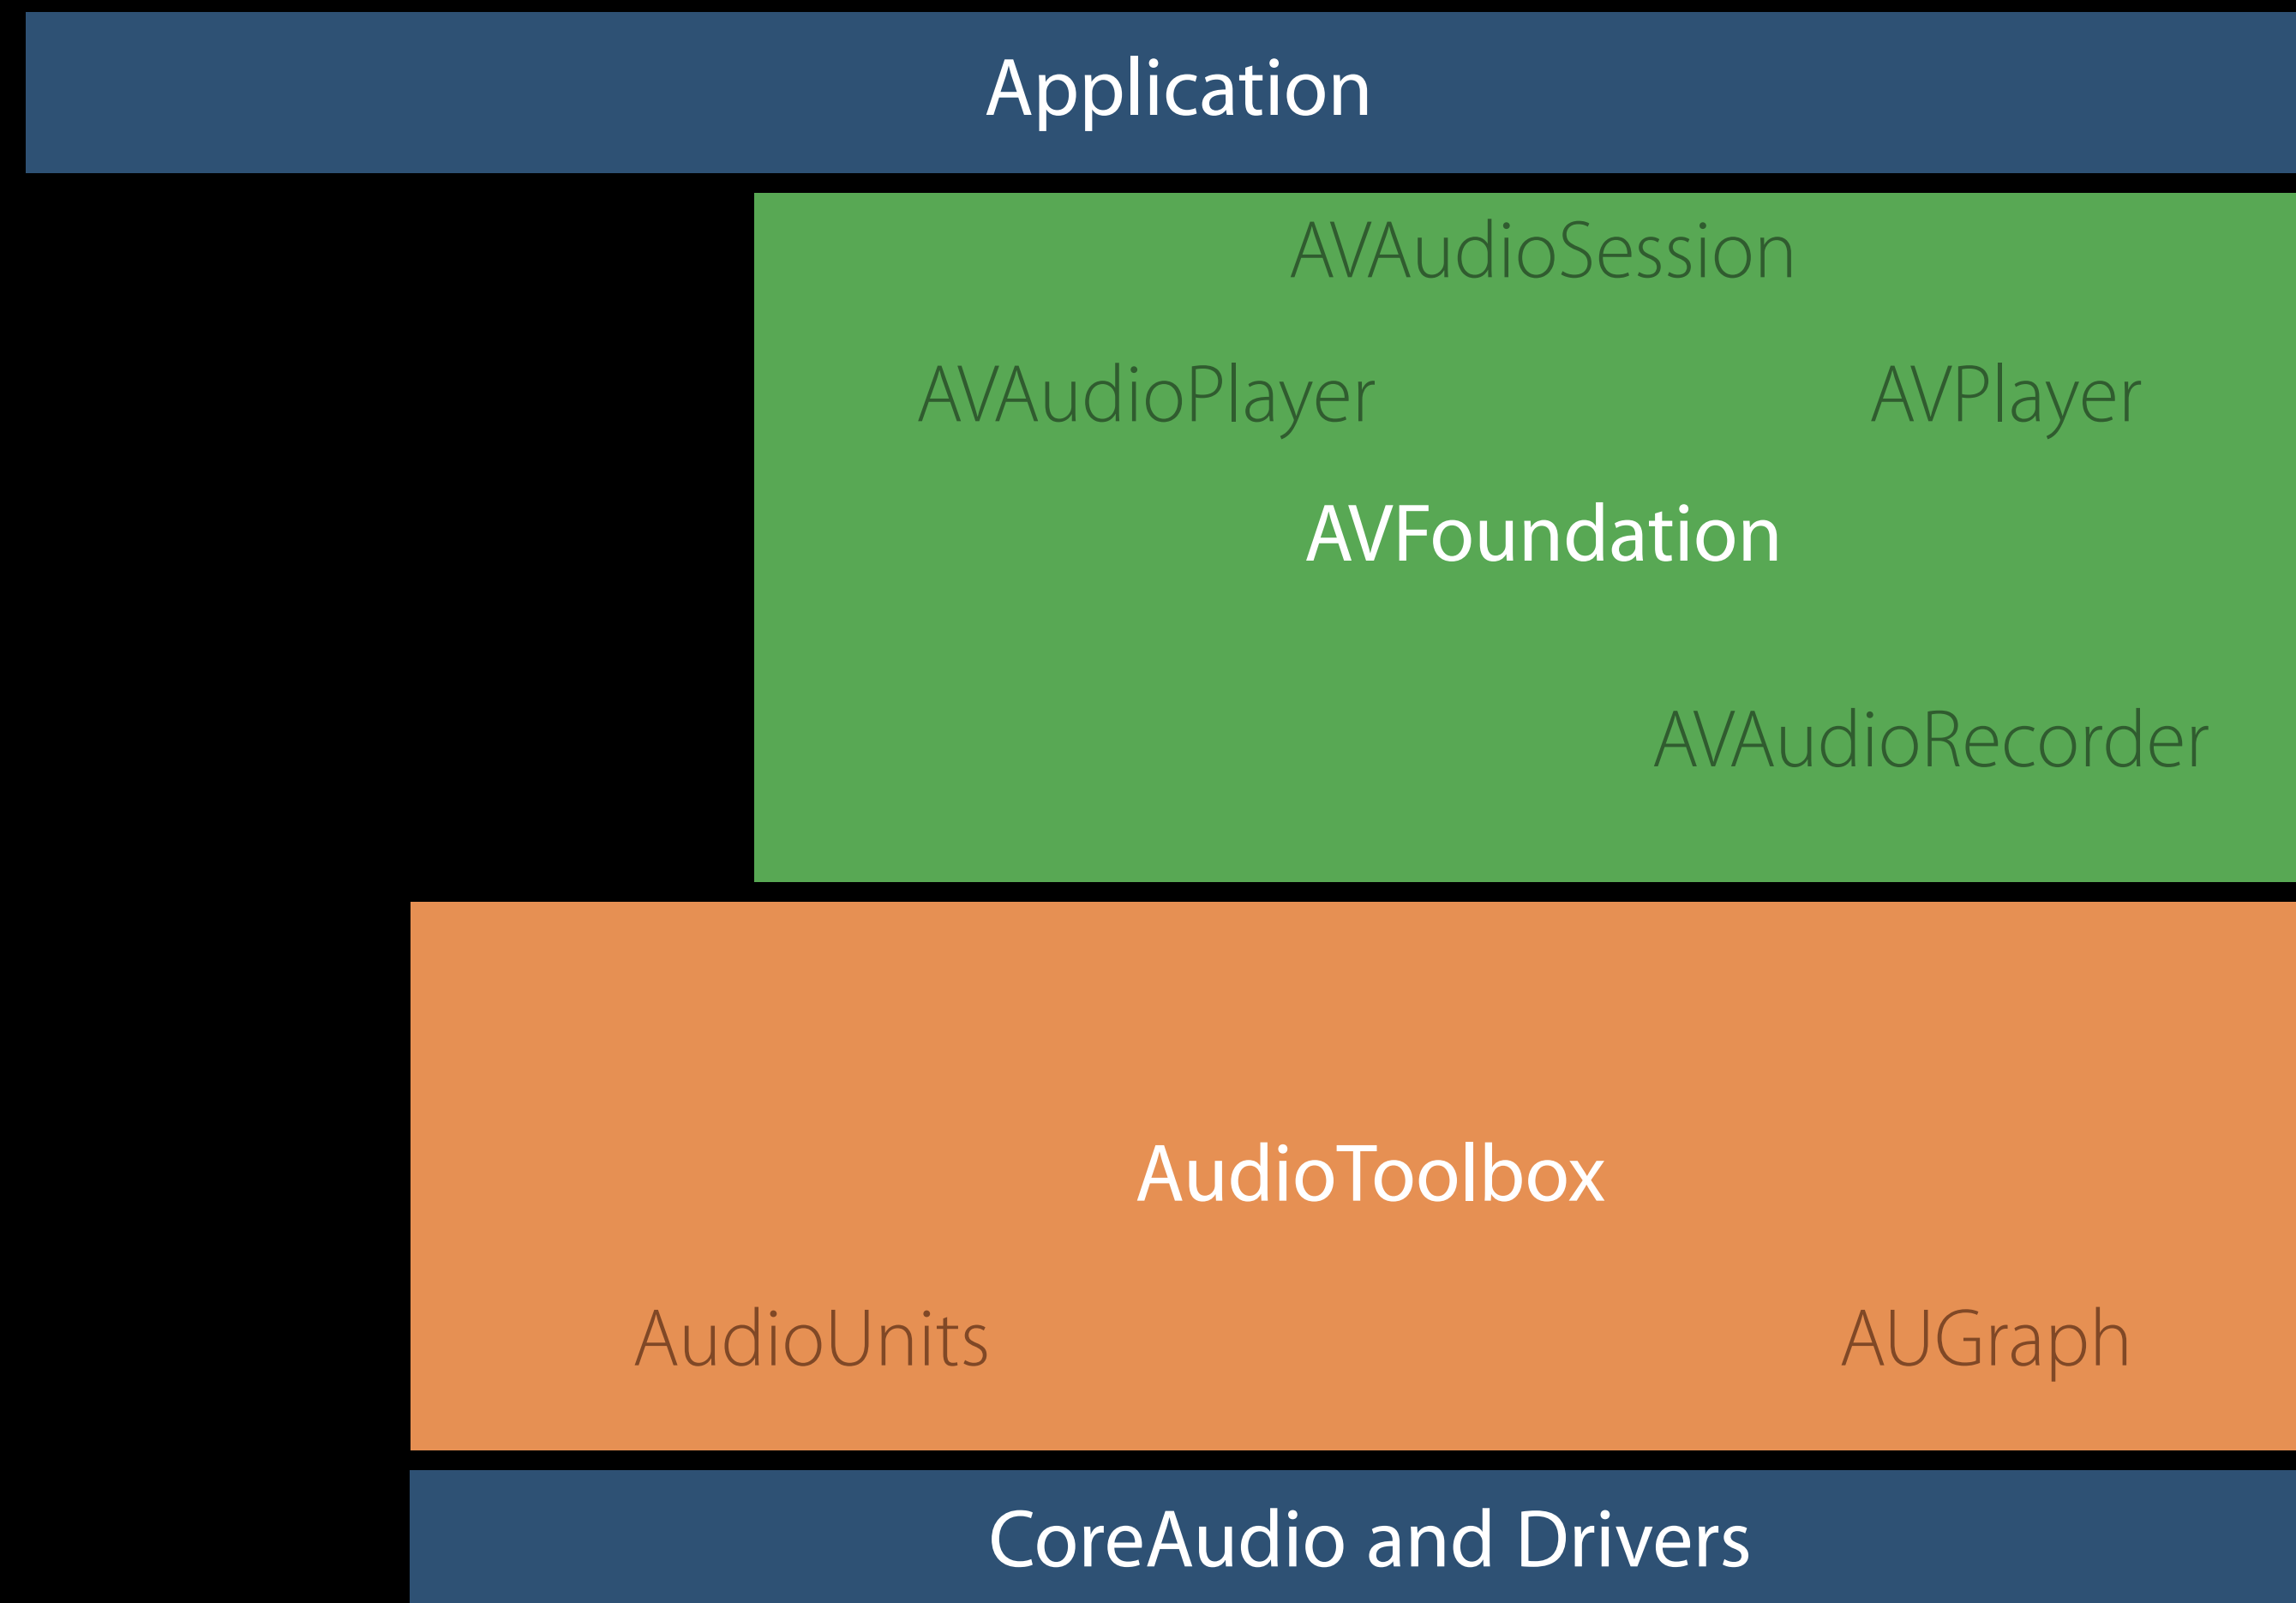 Application
AVAudioSession
AVAudioPlayer
AVPlayer
AVFoundation
AVAudioRecorder
AudioToolbox
AudioUnits
AUGraph
CoreAudio and Drivers